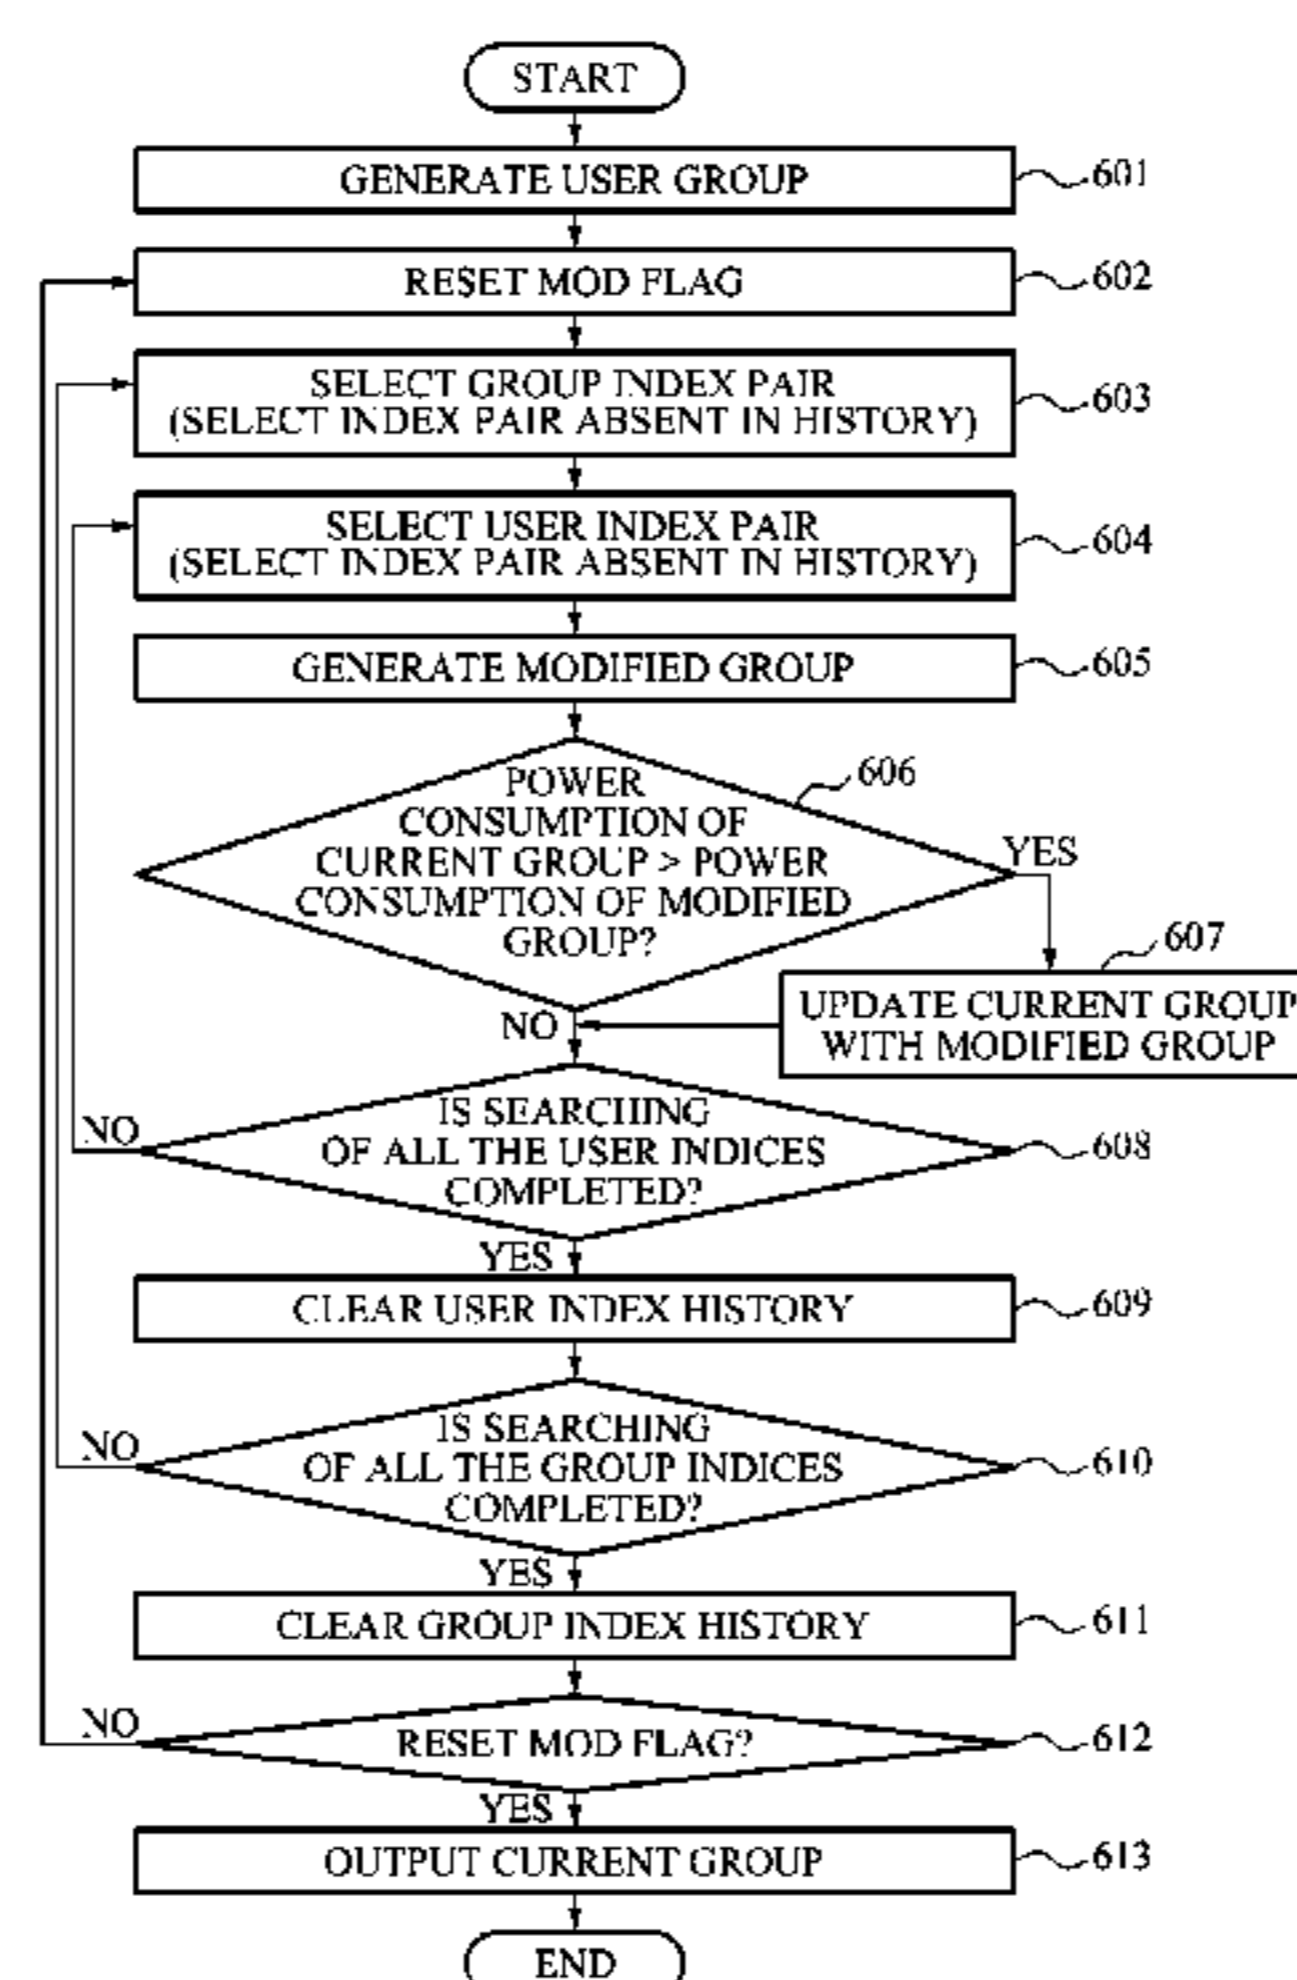 START
GENERATE USER GROUP
601
RESET MOD FLAG
602
SELECT GROUP INDEX PAIR
(SELECT INDEX PAIR ABSENT IN HISTORY)
603
SELECT USER INDEX PAIR
(SELECT INDEX PAIR ABSENT IN HISTORY)
604
GENERATE MODIFIED GROUP
605
POWER
CONSUMPTION OF
CURRENT GROUP > POWER
CONSUMPTION OF MODIFIED
GROUP?
606
YES
607
UPDATE CURRENT GROUP
WITH MODIFIED GROUP
NO
IS SEARCHING
OF ALL THE USER INDICES
COMPLETED?
608
NO
YES
CLEAR USER INDEX HISTORY
609
IS SEARCHING
OF ALL THE GROUP INDICES
COMPLETED?
610
NO
YES
CLEAR GROUP INDEX HISTORY
611
RESET MOD FLAG?
612
NO
YES
OUTPUT CURRENT GROUP
613
END